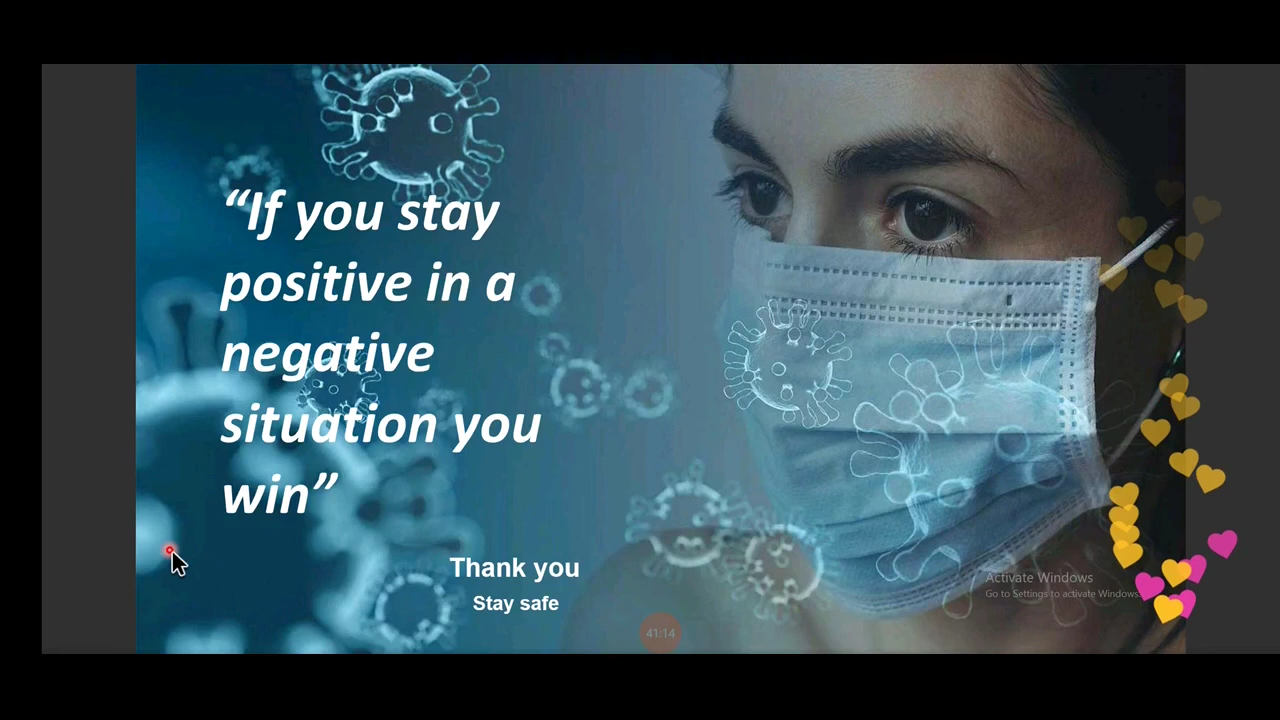 “If you stay
positive in a
negative
situation you
win”
Thank you
Stay safe
41:14
Activate Windows
Go to Settings to activate Windows.